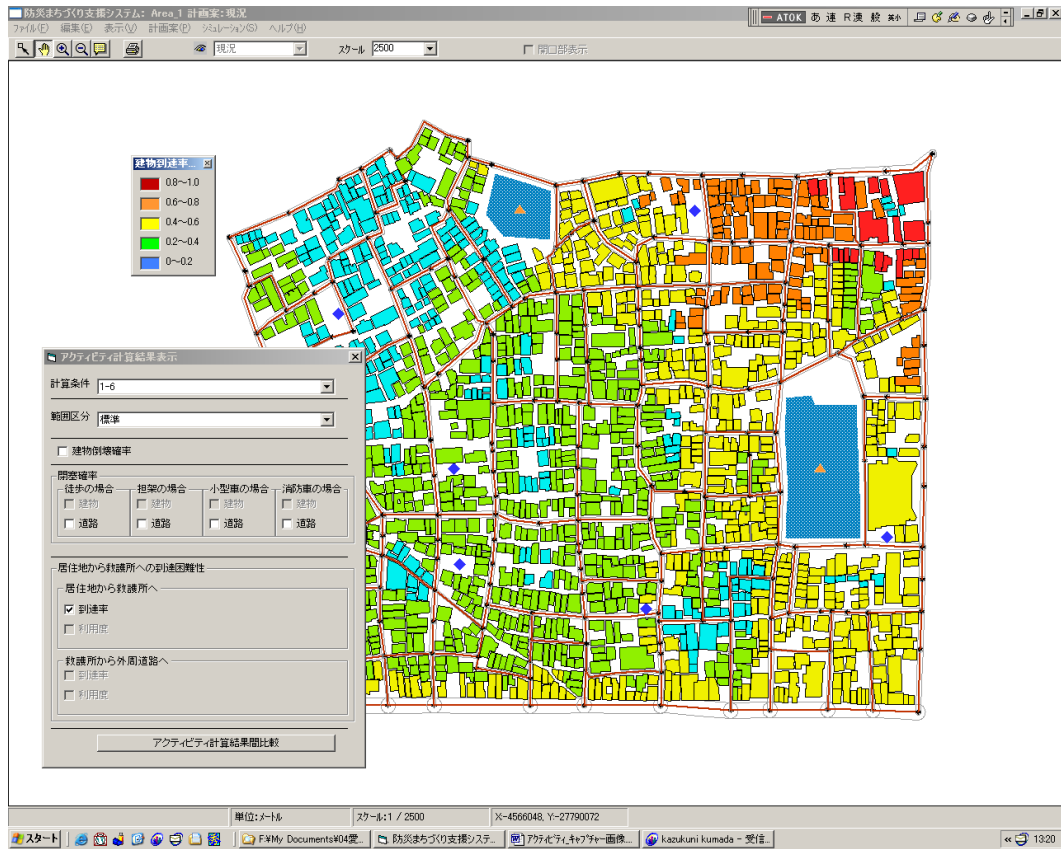 防災まちづくり支援システム: Area_1 計画案:現況
ATOK あ 連 R漢 般 英小
ファイル(F) 編集(E) 表示(V) 計画案(P) シミュレーション(S) ヘルプ(H)
現況 スケール 2500 開口部表示
建物到達率...
0.8～1.0
0.6～0.8
0.4～0.6
0.2～0.4
0～0.2
アクティビティ計算結果表示
計算条件 1-6
範囲区分 標準
建物倒壊確率
閉塞確率
徒歩の場合 担架の場合 小型車の場合 消防車の場合
建物 建物 建物 建物
道路 道路 道路 道路
居住地から救護所への到達困難性
居住地から救護所へ
到達率
利用度
救護所から外周道路へ
到達率
利用度
アクティビティ計算結果間比較
単位:メートル スケール:1 / 2500 X-4566048, Y:-27790072
スタート F:¥My Documents¥04愛... 防災まちづくり支援システ... アクティビティ_キャプチャー画像... kazukuni kumada - 受信... 13:20